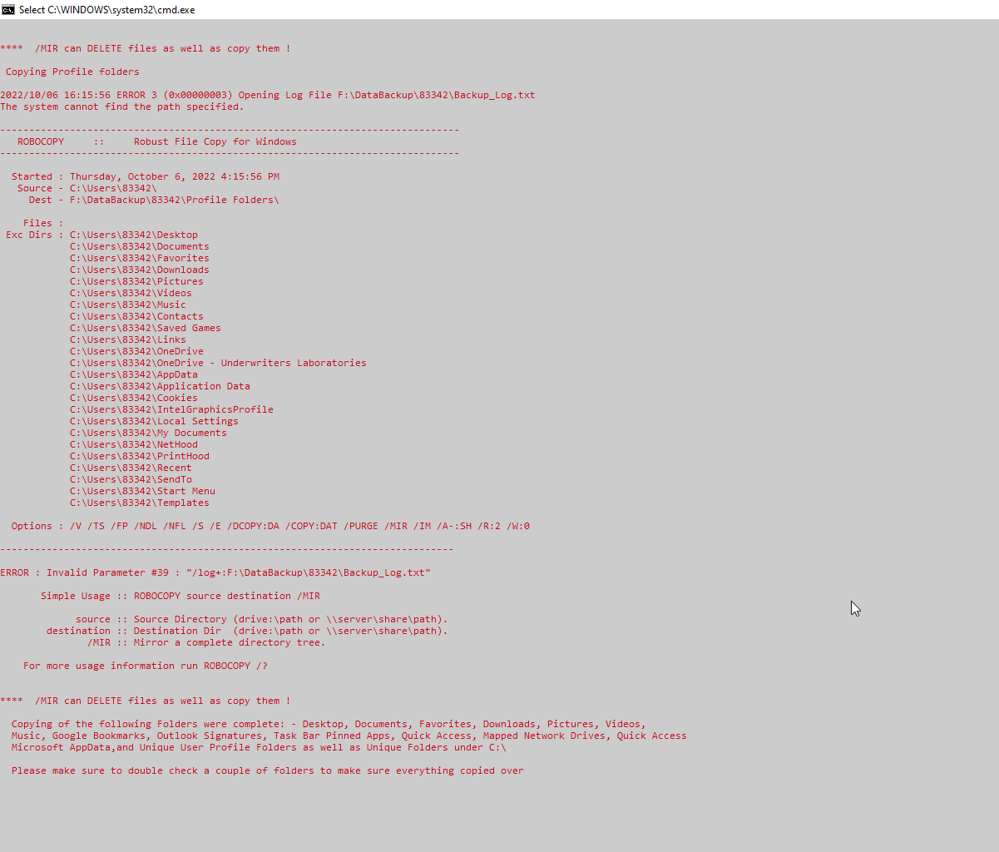 Select C:\WINDOWS\system32\cmd.exe
****  /MIR can DELETE files as well as copy them !
Copying Profile folders
2022/10/06 16:15:56 ERROR 3 (0x00000003) Opening Log File F:\DataBackup\83342\Backup_Log.txt
The system cannot find the path specified.
-------------------------------------------------------------------------------
ROBOCOPY     ::     Robust File Copy for Windows
-------------------------------------------------------------------------------
Started : Thursday, October 6, 2022 4:15:56 PM
Source - C:\Users\83342\
Dest - F:\DataBackup\83342\Profile Folders\
Files :
Exc Dirs : C:\Users\83342\Desktop
C:\Users\83342\Documents
C:\Users\83342\Favorites
C:\Users\83342\Downloads
C:\Users\83342\Pictures
C:\Users\83342\Videos
C:\Users\83342\Music
C:\Users\83342\Contacts
C:\Users\83342\Saved Games
C:\Users\83342\Links
C:\Users\83342\OneDrive
C:\Users\83342\OneDrive - Underwriters Laboratories
C:\Users\83342\AppData
C:\Users\83342\Application Data
C:\Users\83342\Cookies
C:\Users\83342\IntelGraphicsProfile
C:\Users\83342\Local Settings
C:\Users\83342\My Documents
C:\Users\83342\NetHood
C:\Users\83342\PrintHood
C:\Users\83342\Recent
C:\Users\83342\SendTo
C:\Users\83342\Start Menu
C:\Users\83342\Templates
Options : /V /TS /FP /NDL /NFL /S /E /DCOPY:DA /COPY:DAT /PURGE /MIR /IM /A-:SH /R:2 /W:0
------------------------------------------------------------------------------
ERROR : Invalid Parameter #39 : "/log+:F:\DataBackup\83342\Backup_Log.txt"
Simple Usage :: ROBOCOPY source destination /MIR
source :: Source Directory (drive:\path or \\server\share\path).
destination :: Destination Dir  (drive:\path or \\server\share\path).
/MIR :: Mirror a complete directory tree.
For more usage information run ROBOCOPY /?
****  /MIR can DELETE files as well as copy them !
Copying of the following Folders were complete: - Desktop, Documents, Favorites, Downloads, Pictures, Videos,
Music, Google Bookmarks, Outlook Signatures, Task Bar Pinned Apps, Quick Access, Mapped Network Drives, Quick Access
Microsoft AppData,and Unique User Profile Folders as well as Unique Folders under C:\
Please make sure to double check a couple of folders to make sure everything copied over